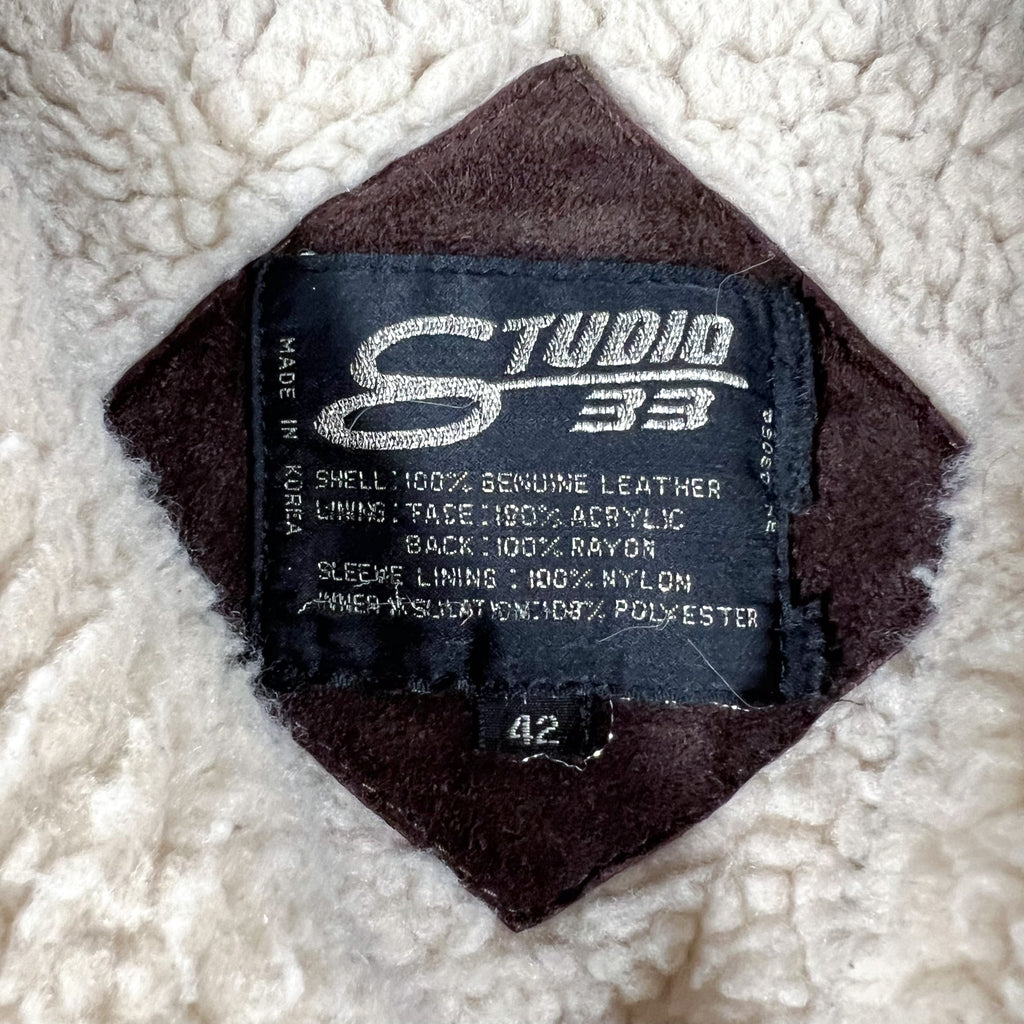 STUDIO
33
MADE IN KOREA
SHELL : 100% GENUINE LEATHER
LINING : FACE : 100% ACRYLIC
BACK : 100% RAYON
SLEEVE LINING : 100% NYLON
INNER INSULATION : 100% POLYESTER
42